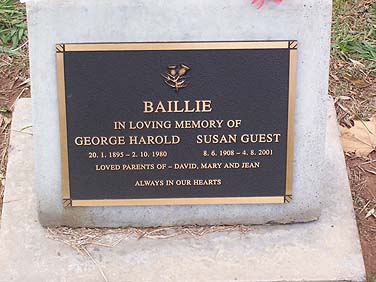 BAILLIE
IN LOVING MEMORY OF
GEORGE HAROLD SUSAN GUEST
20. 1. 1895 – 2. 10. 1980 8. 6. 1908 – 4. 8. 2001
LOVED PARENTS OF – DAVID, MARY AND JEAN
ALWAYS IN OUR HEARTS